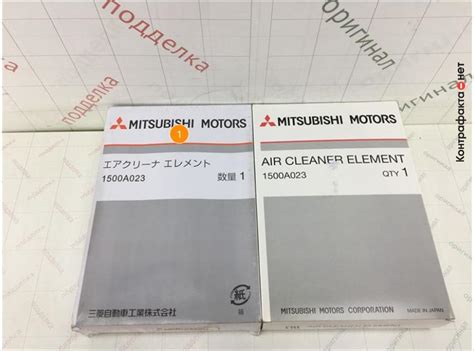 подделка
оригинал
Контрафакта нет
MITSUBISHI MOTORS
1
エアクリーナ エレメント
1500A023
数量 1
紙
箱
三菱自動車工業株式会社
MITSUBISHI MOTORS
AIR CLEANER ELEMENT
1500A023
QTY 1
MITSUBISHI MOTORS CORPORATION
MADE IN JAPAN